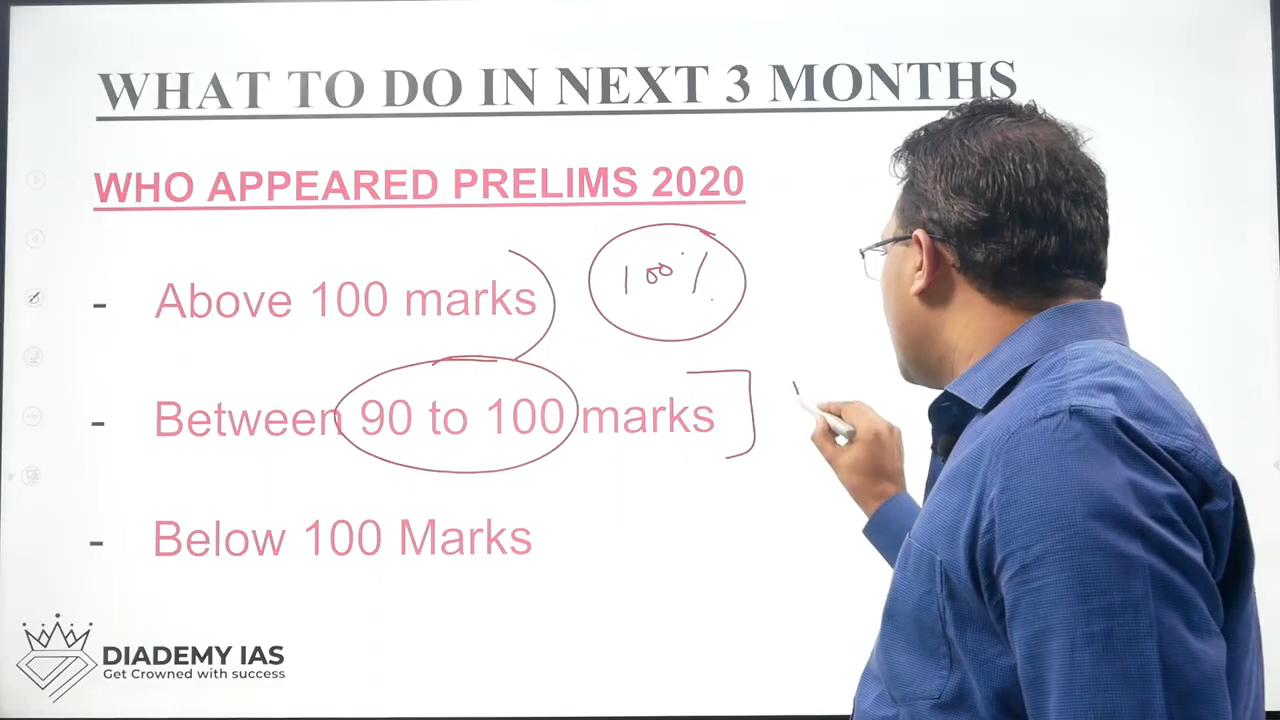 WHAT TO DO IN NEXT 3 MONTHS
WHO APPEARED PRELIMS 2020
- Above 100 marks
100%
- Between 90 to 100 marks
- Below 100 Marks
DIADEMY IAS
Get Crowned with success